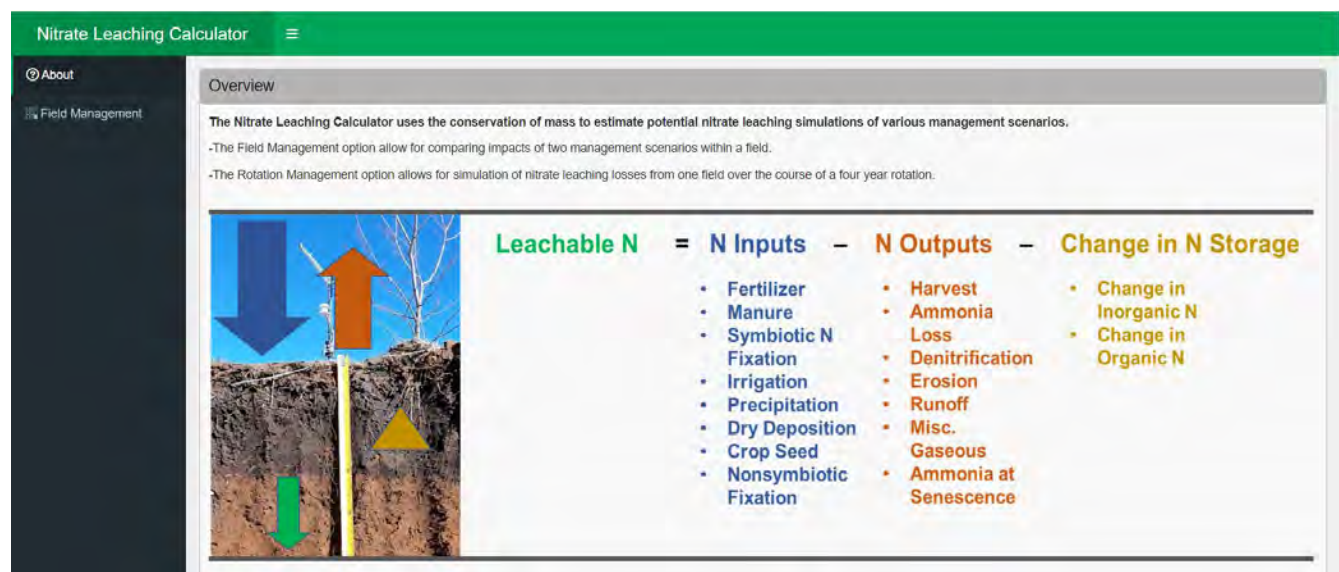 Nitrate Leaching Calculator
About
Field Management
Overview
The Nitrate Leaching Calculator uses the conservation of mass to estimate potential nitrate leaching simulations of various management scenarios.
-The Field Management option allow for comparing impacts of two management scenarios within a field.
-The Rotation Management option allows for simulation of nitrate leaching losses from one field over the course of a four year rotation.
Leachable N = N Inputs – N Outputs – Change in N Storage
• Fertilizer
• Manure
• Symbiotic N
Fixation
• Irrigation
• Precipitation
• Dry Deposition
• Crop Seed
• Nonsymbiotic
Fixation
• Harvest
• Ammonia
Loss
• Denitrification
• Erosion
• Runoff
• Misc.
Gaseous
• Ammonia at
Senescence
• Change in
Inorganic N
• Change in
Organic N